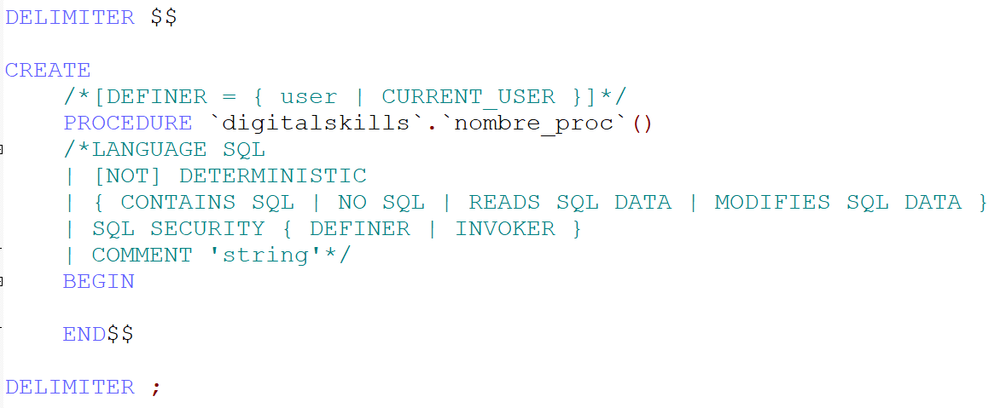 DELIMITER $$
CREATE
/*[DEFINER = { user | CURRENT_USER }]*/
PROCEDURE `digitalskills`.`nombre_proc`()
/*LANGUAGE SQL
| [NOT] DETERMINISTIC
| { CONTAINS SQL | NO SQL | READS SQL DATA | MODIFIES SQL DATA }
| SQL SECURITY { DEFINER | INVOKER }
| COMMENT 'string'*/
BEGIN
END$$
DELIMITER ;